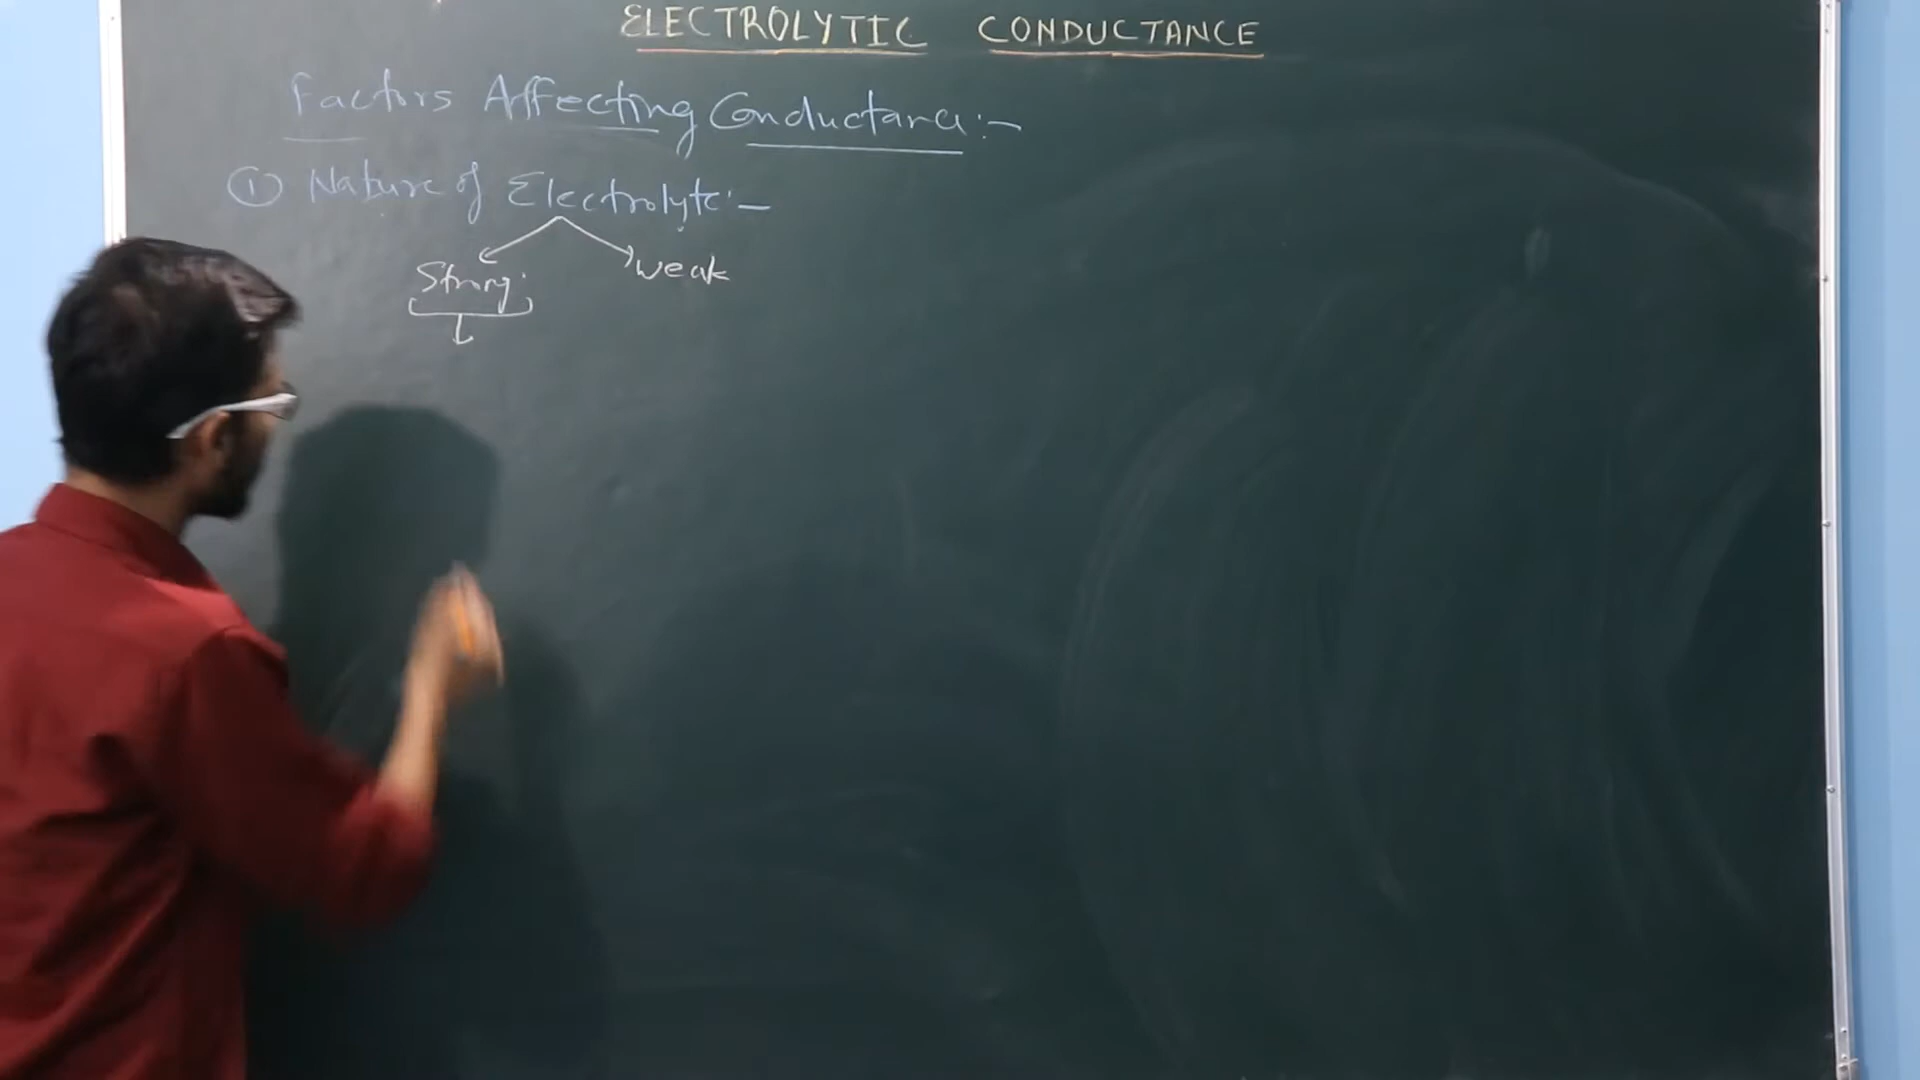 ELECTROLYTIC CONDUCTANCE
Factors Affecting Conductance:-
① Nature of Electrolyte:-
Strong. weak